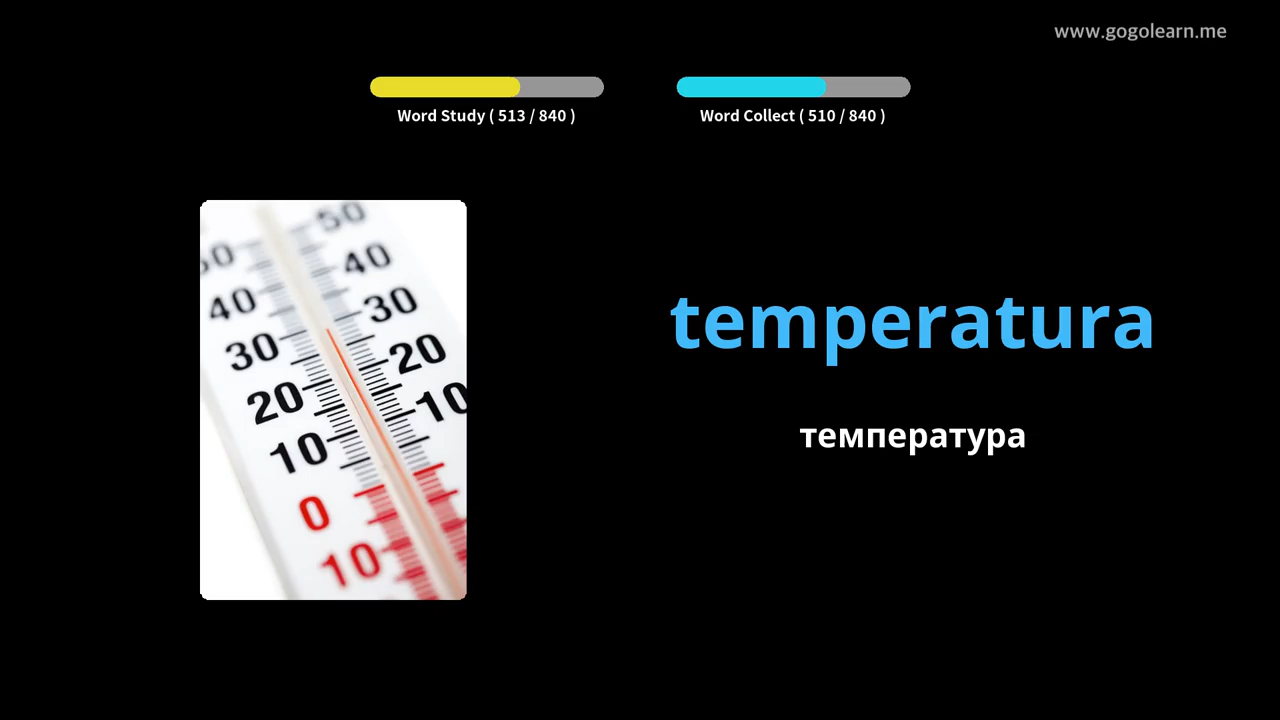 www.gogolearn.me
Word Study ( 513 / 840 )
Word Collect ( 510 / 840 )
50
40 40
30 30
20 20
10 10
0
10
temperatura
температура